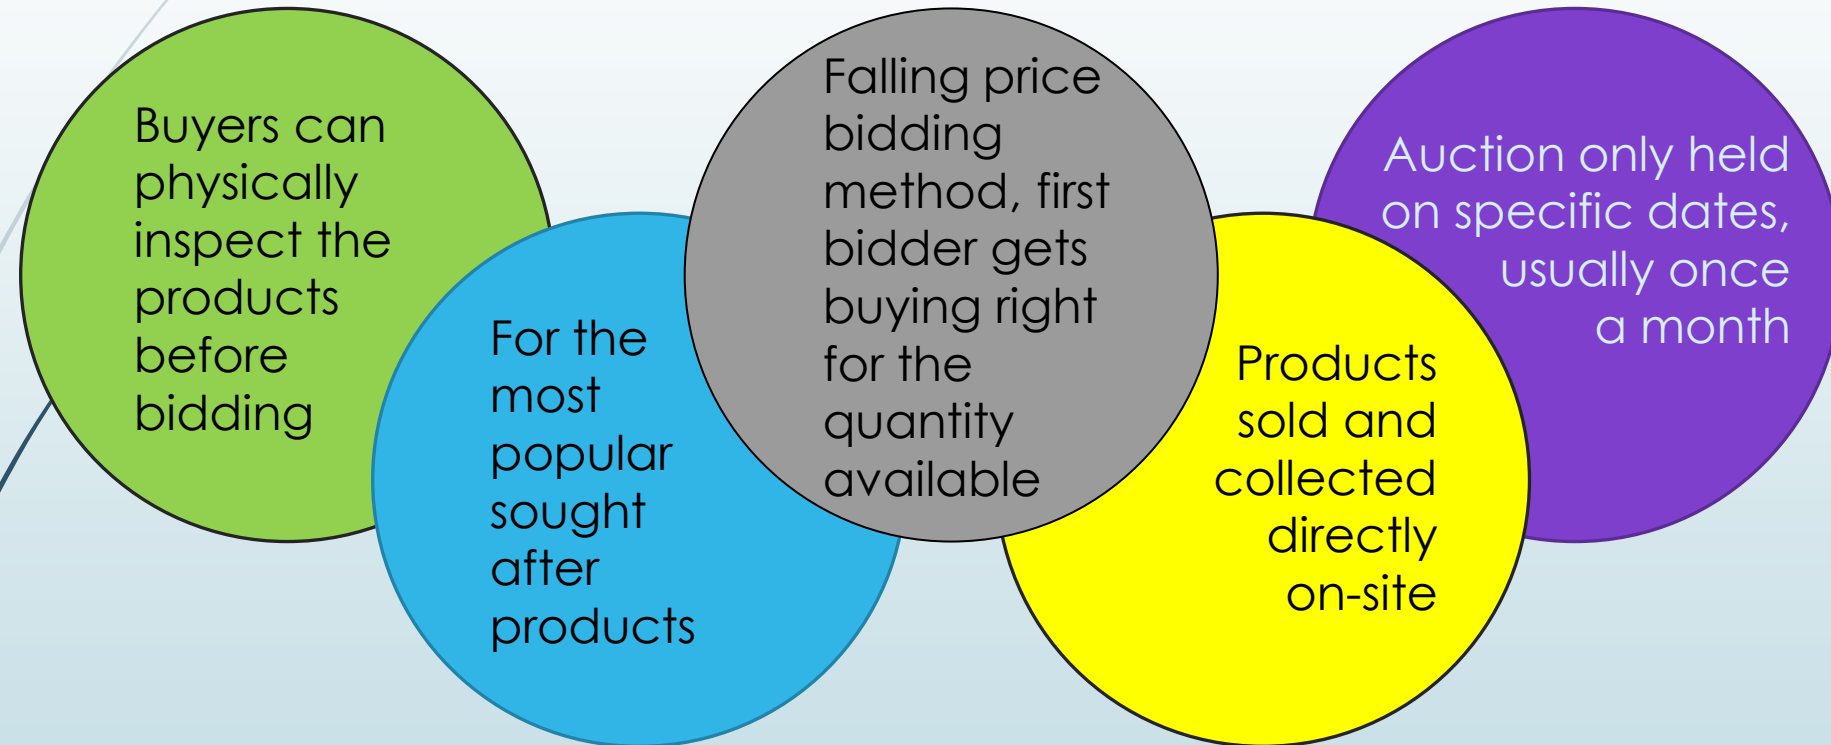 Buyers can
physically
inspect the
products
before
bidding
For the
most
popular
sought
after
products
Falling price
bidding
method, first
bidder gets
buying right
for the
quantity
available
Products
sold and
collected
directly
on-site
Auction only held
on specific dates,
usually once
a month